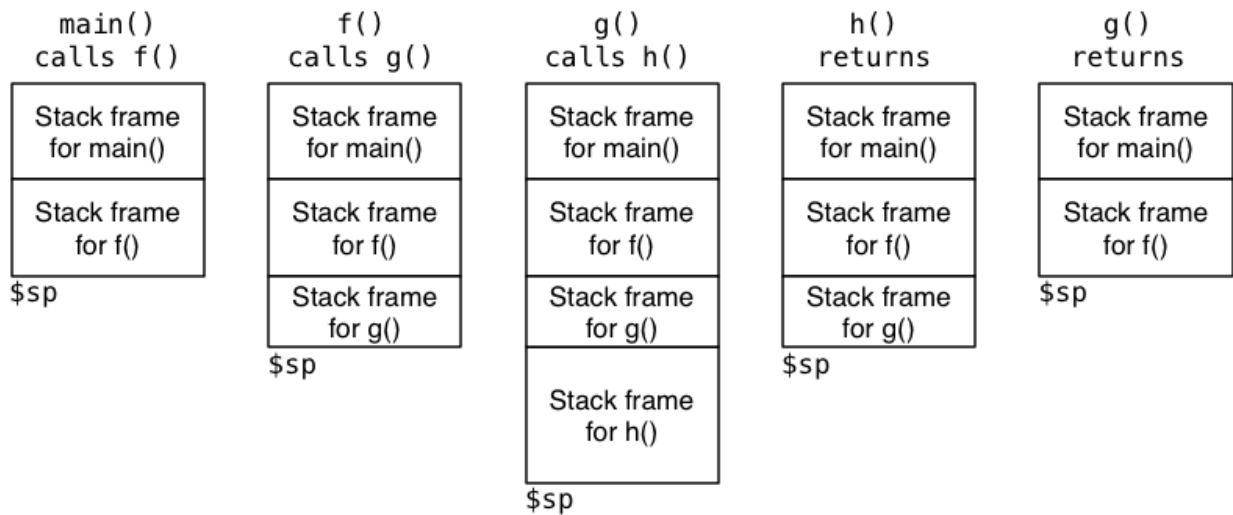 main()
calls f()
Stack frame
for main()
Stack frame
for f()
$sp
f()
calls g()
Stack frame
for main()
Stack frame
for f()
Stack frame
for g()
$sp
g()
calls h()
Stack frame
for main()
Stack frame
for f()
Stack frame
for g()
Stack frame
for h()
$sp
h()
returns
Stack frame
for main()
Stack frame
for f()
Stack frame
for g()
$sp
g()
returns
Stack frame
for main()
Stack frame
for f()
$sp